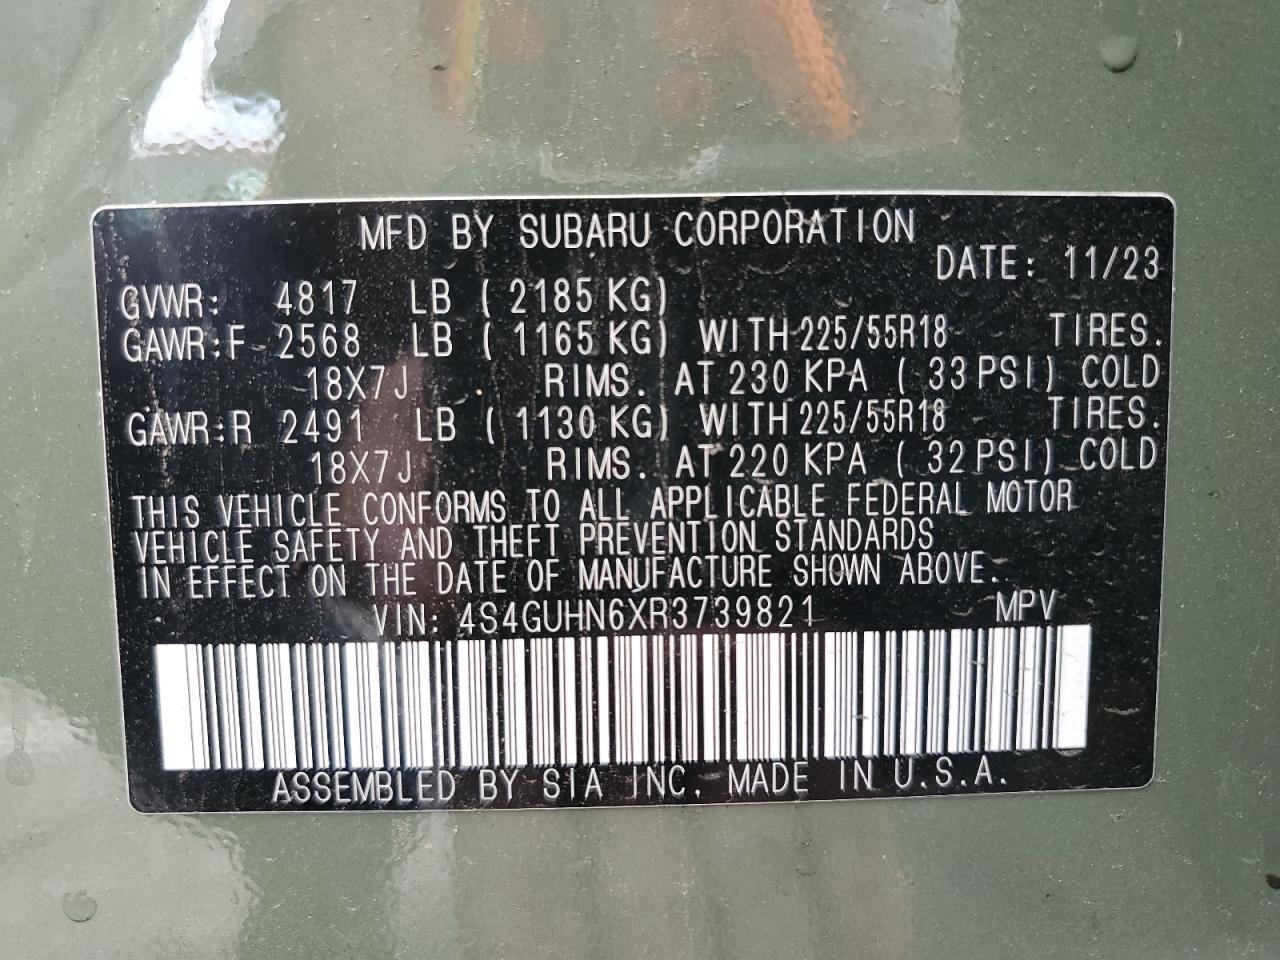 MFD BY SUBARU CORPORATION
DATE: 11/23
GVWR: 4817 LB ( 2185 KG)
GAWR:F 2568 LB ( 1165 KG) WITH 225/55R18 TIRES.
18X7J RIMS. AT 230 KPA ( 33 PSI) COLD
GAWR:R 2491 LB ( 1130 KG) WITH 225/55R18 TIRES.
18X7J RIMS. AT 220 KPA ( 32 PSI) COLD
THIS VEHICLE CONFORMS TO ALL APPLICABLE FEDERAL MOTOR
VEHICLE SAFETY AND THEFT PREVENTION STANDARDS
IN EFFECT ON THE DATE OF MANUFACTURE SHOWN ABOVE.
VIN: 4S4GUHN6XR3739821 MPV
ASSEMBLED BY SIA INC. MADE IN U.S.A.